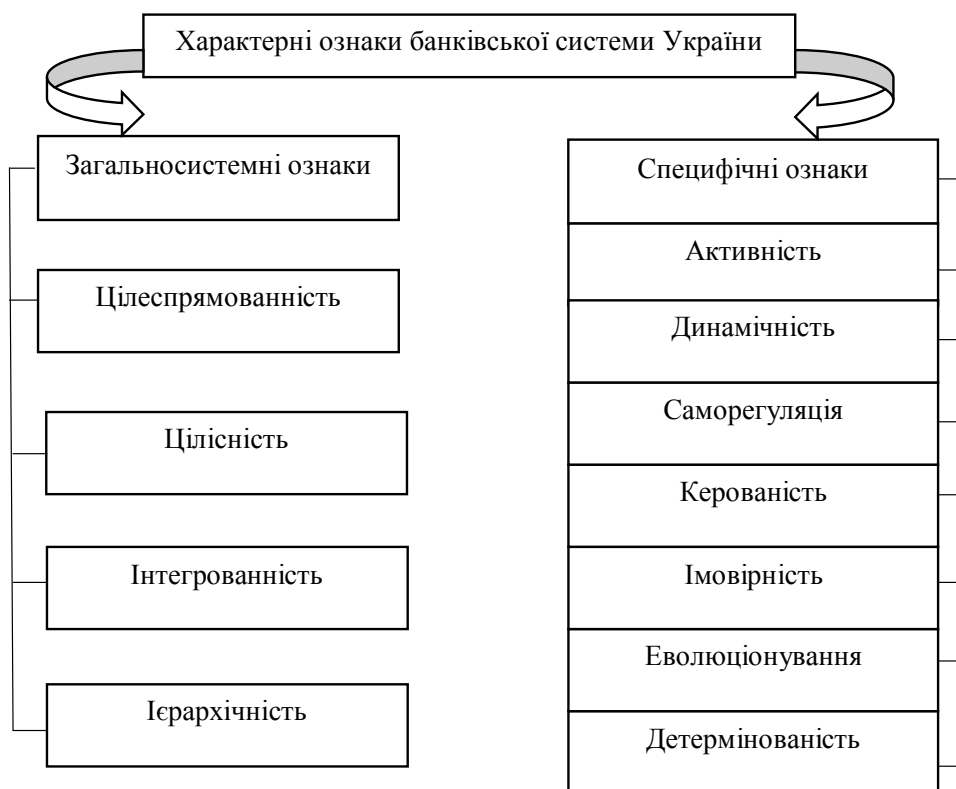 Характерні ознаки банківської системи України
Загальносистемні ознаки
Цілеспрямованність
Цілісність
Інтегрованність
Ієрархічність
Специфічні ознаки
Активність
Динамічність
Саморегуляція
Керованість
Імовірність
Еволюціонування
Детермінованість